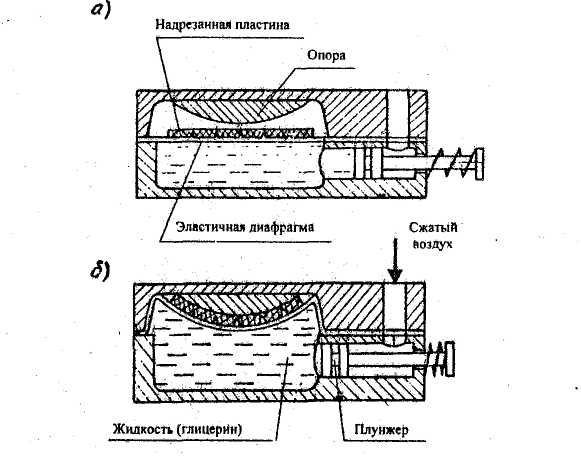 а)
Надрезанная пластина
Опора
Эластичная диафрагма
Сжатый
воздух
б)
Жидкость (глицерин)
Плунжер